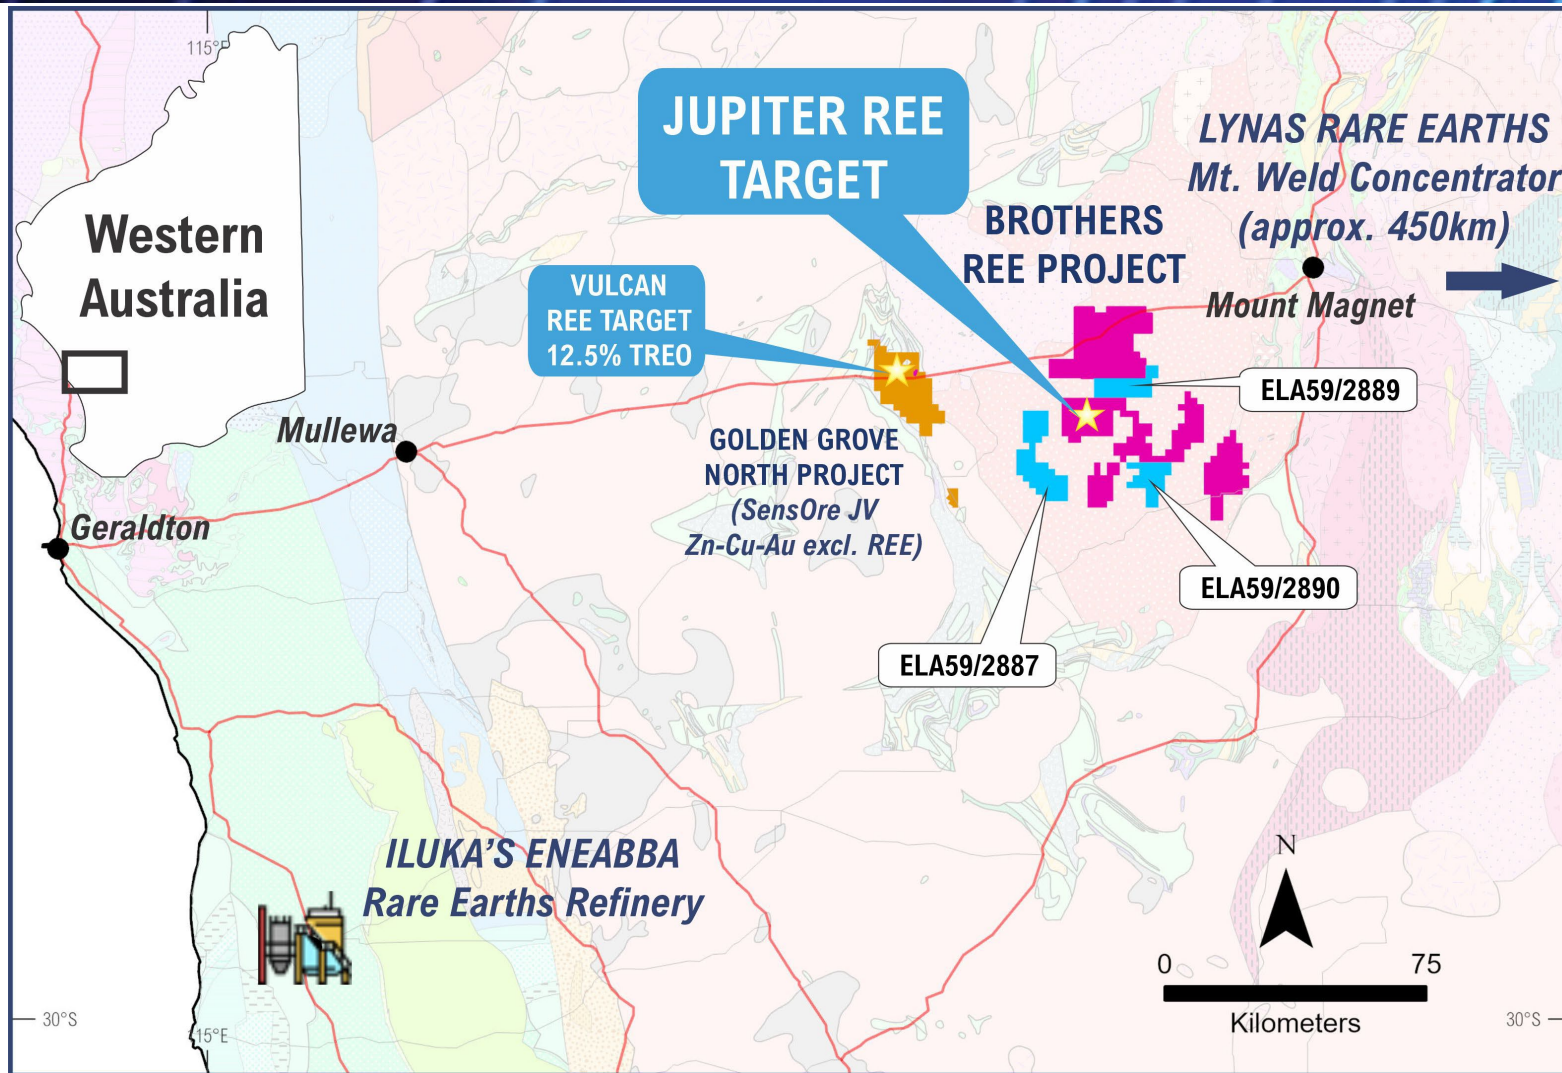 115°E
JUPITER REE
TARGET
LYNAS RARE EARTHS
Mt. Weld Concentrator
(approx. 450km)
Western
Australia
BROTHERS
REE PROJECT
VULCAN
REE TARGET
12.5% TREO
Mount Magnet
ELA59/2889
Mullewa
GOLDEN GROVE
NORTH PROJECT
(SensOre JV
Zn-Cu-Au excl. REE)
Geraldton
ELA59/2890
ELA59/2887
ILUKA'S ENEABBA
Rare Earths Refinery
N
0 75
Kilometers
30°S
30°S
115°E